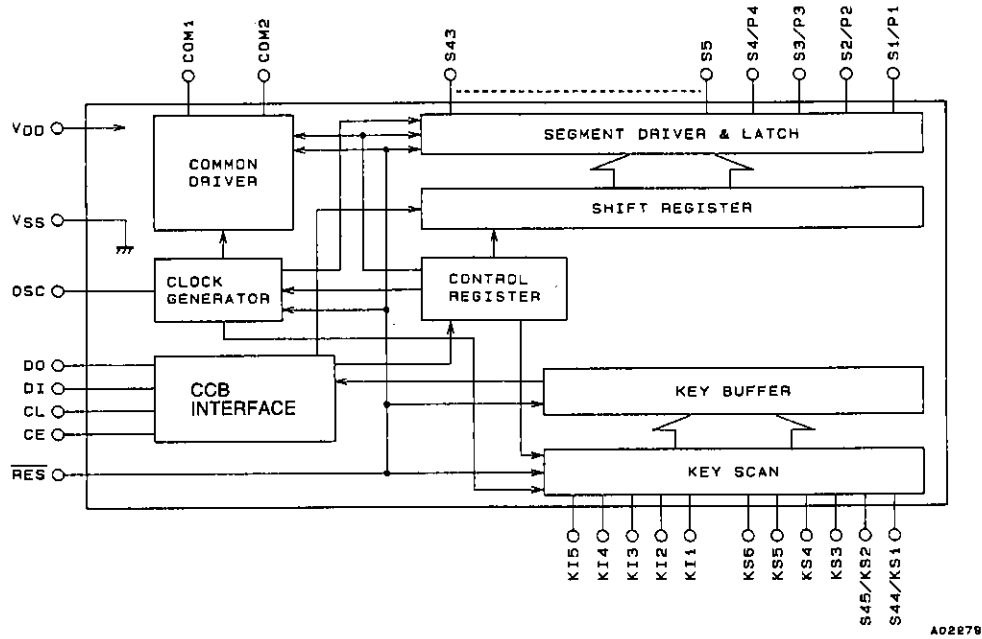 COM1
COM2
S43
S5
S4/P4
S3/P3
S2/P2
S1/P1
VDD
COMMON
DRIVER
SEGMENT DRIVER & LATCH
SHIFT REGISTER
VSS
OSC
CLOCK
GENERATOR
CONTROL
REGISTER
DO
DI
CL
CE
CCB
INTERFACE
KEY BUFFER
RES
KEY SCAN
KI5
KI4
KI3
KI2
KI1
KS6
KS5
KS4
KS3
S45/KS2
S44/KS1
A02279